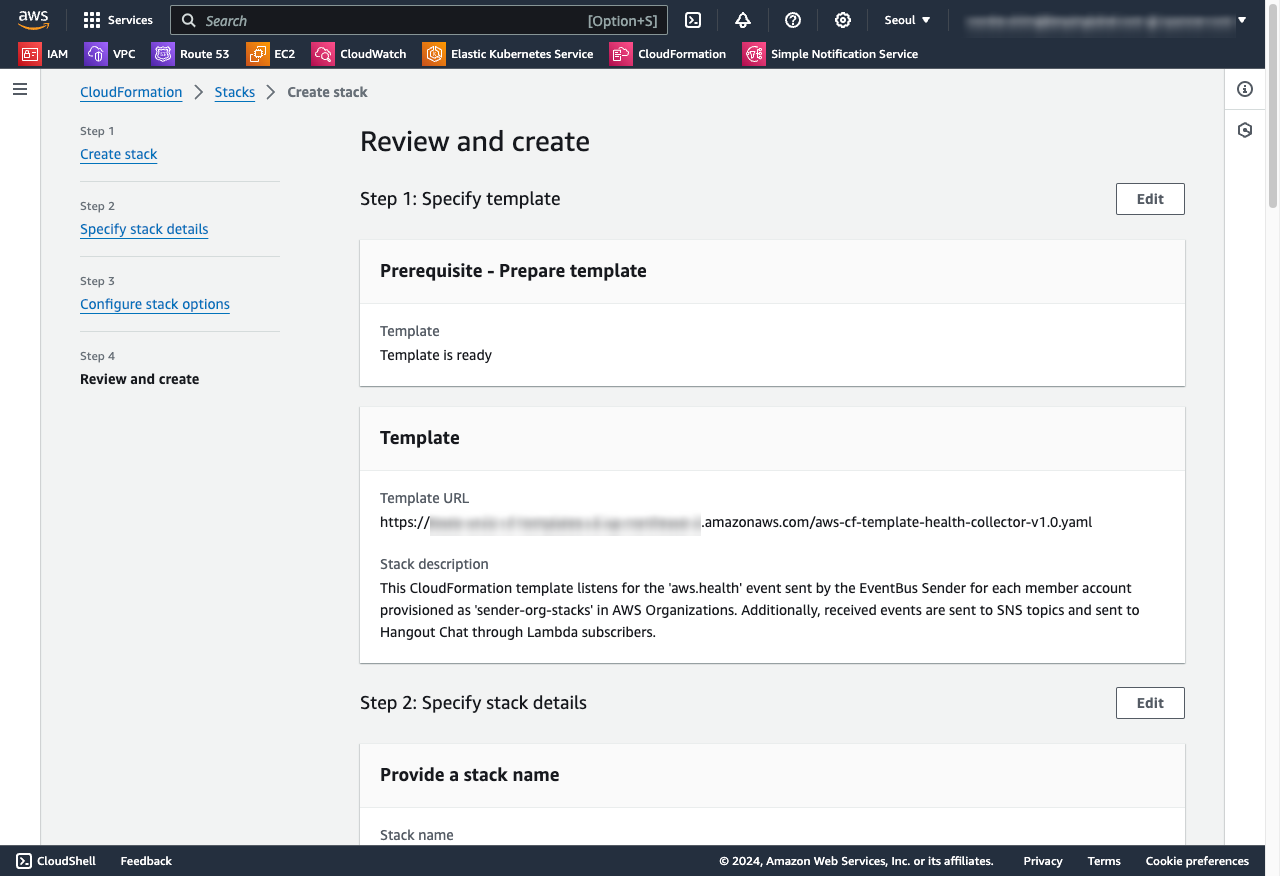 aws
Services
Search
[Option+S]
Seoul
IAM
VPC
Route 53
EC2
CloudWatch
Elastic Kubernetes Service
CloudFormation
Simple Notification Service
CloudFormation
Stacks
Create stack
Step 1
Create stack
Step 2
Specify stack details
Step 3
Configure stack options
Step 4
Review and create
Review and create
Step 1: Specify template
Edit
Prerequisite - Prepare template
Template
Template is ready
Template
Template URL
https://
.amazonaws.com/aws-cf-template-health-collector-v1.0.yaml
Stack description
This CloudFormation template listens for the 'aws.health' event sent by the EventBus Sender for each member account
provisioned as 'sender-org-stacks' in AWS Organizations. Additionally, received events are sent to SNS topics and sent to
Hangout Chat through Lambda subscribers.
Step 2: Specify stack details
Edit
Provide a stack name
Stack name
CloudShell
Feedback
© 2024, Amazon Web Services, Inc. or its affiliates.
Privacy
Terms
Cookie preferences